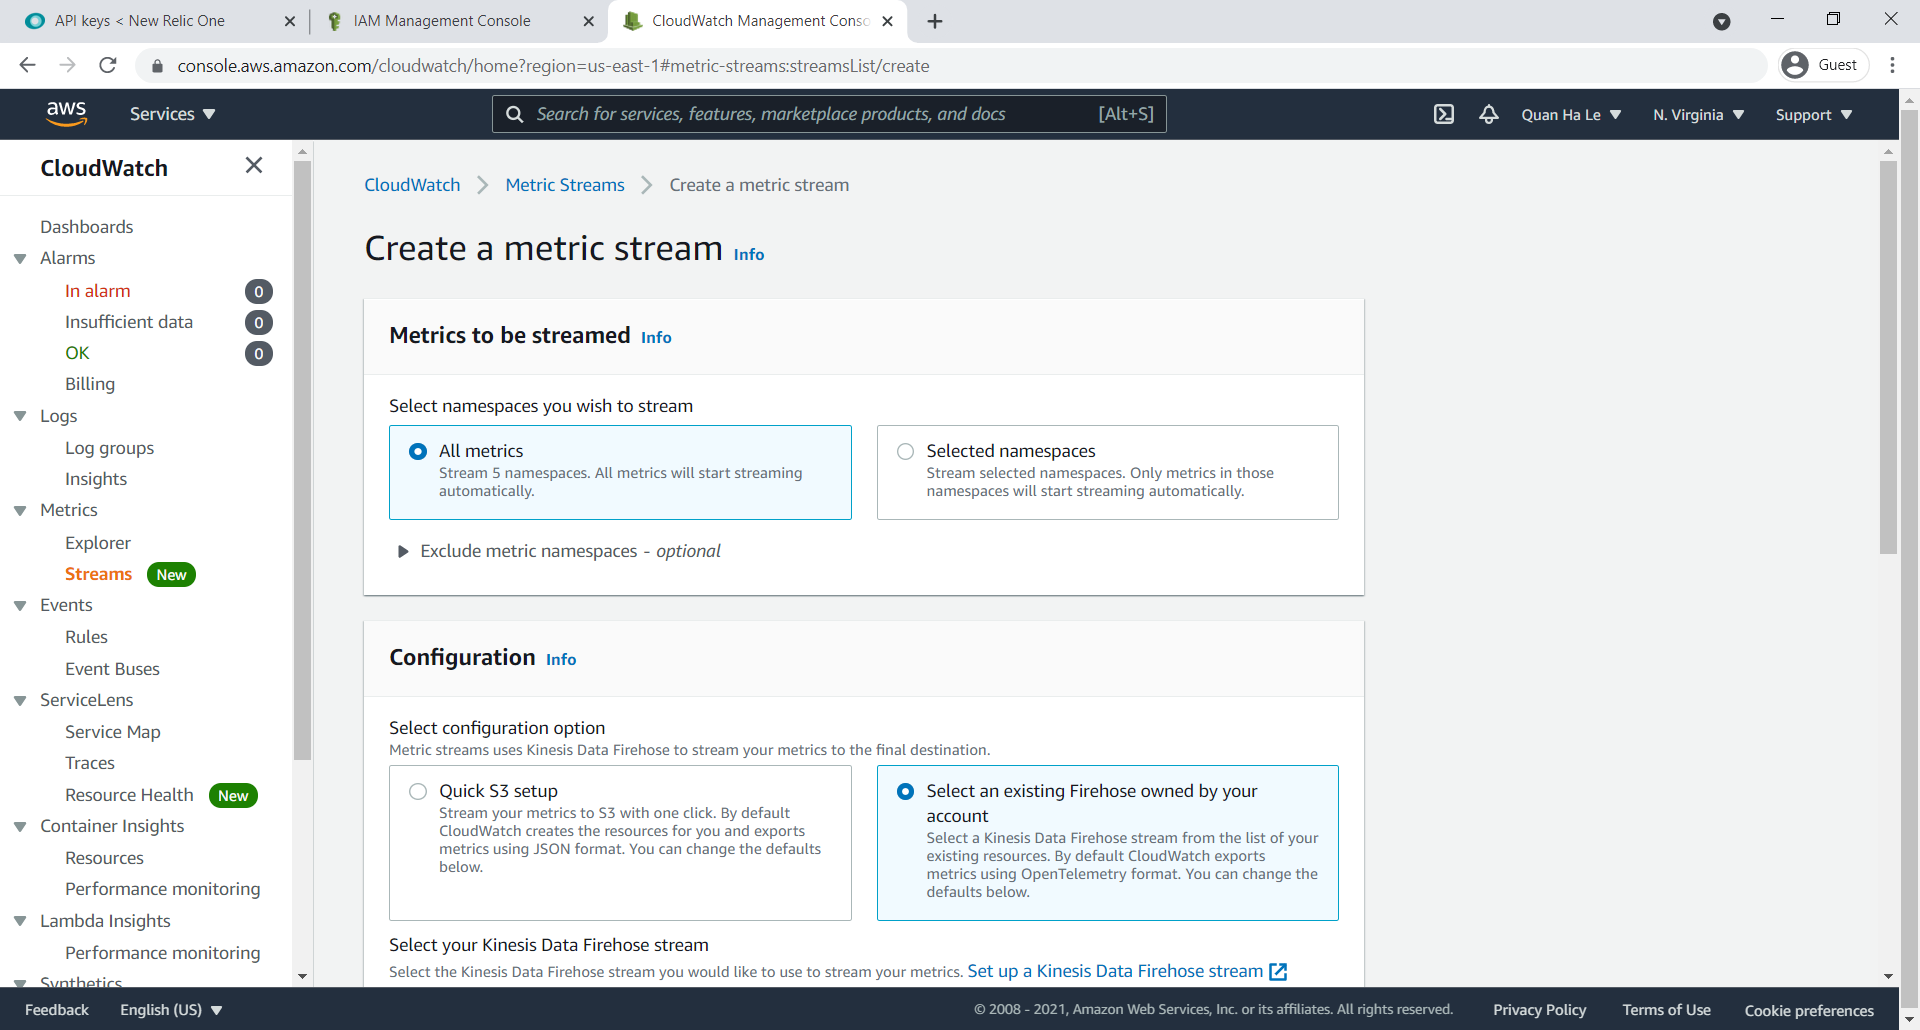 API keys < New Relic One
IAM Management Console
CloudWatch Management Conso
console.aws.amazon.com/cloudwatch/home?region=us-east-1#metric-streams:streamsList/create
Guest
aws
Services
Search for services, features, marketplace products, and docs
[Alt+S]
Quan Ha Le
N. Virginia
Support
CloudWatch
Dashboards
Alarms
In alarm 0
Insufficient data 0
OK 0
Billing
Logs
Log groups
Insights
Metrics
Explorer
Streams New
Events
Rules
Event Buses
ServiceLens
Service Map
Traces
Resource Health New
Container Insights
Resources
Performance monitoring
Lambda Insights
Performance monitoring
Synthetics
CloudWatch Metric Streams Create a metric stream
Create a metric stream Info
Metrics to be streamed Info
Select namespaces you wish to stream
All metrics
Stream 5 namespaces. All metrics will start streaming
automatically.
Selected namespaces
Stream selected namespaces. Only metrics in those
namespaces will start streaming automatically.
Exclude metric namespaces - optional
Configuration Info
Select configuration option
Metric streams uses Kinesis Data Firehose to stream your metrics to the final destination.
Quick S3 setup
Stream your metrics to S3 with one click. By default
CloudWatch creates the resources for you and exports
metrics using JSON format. You can change the defaults
below.
Select an existing Firehose owned by your
account
Select a Kinesis Data Firehose stream from the list of your
existing resources. By default CloudWatch exports
metrics using OpenTelemetry format. You can change the
defaults below.
Select your Kinesis Data Firehose stream
Select the Kinesis Data Firehose stream you would like to use to stream your metrics. Set up a Kinesis Data Firehose stream
Feedback
English (US)
© 2008 - 2021, Amazon Web Services, Inc. or its affiliates. All rights reserved.
Privacy Policy
Terms of Use
Cookie preferences